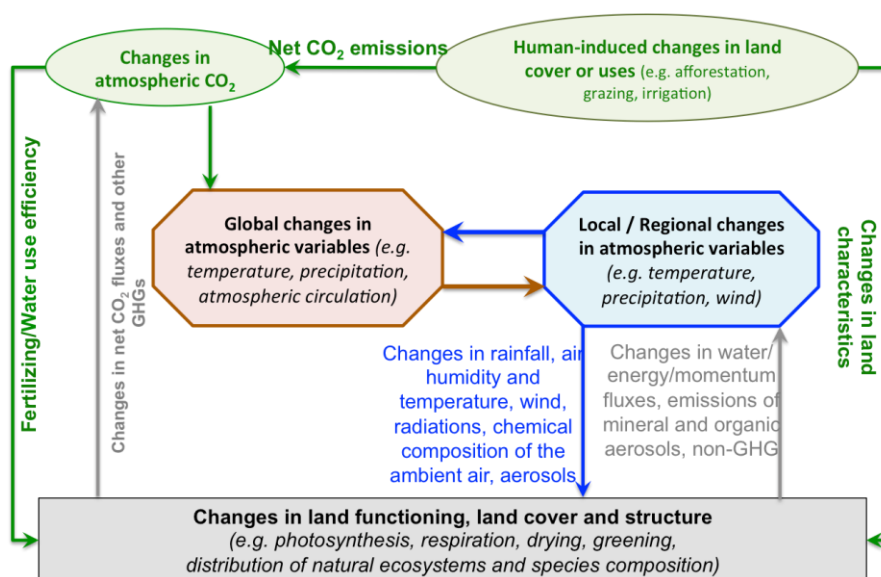 Changes in
atmospheric CO₂
Net CO₂ emissions
Human-induced changes in land
cover or uses (e.g. afforestation,
grazing, irrigation)
Fertilizing/Water use efficiency
Changes in net CO₂ fluxes and other
GHGs
Global changes in
atmospheric variables (e.g.
temperature, precipitation,
atmospheric circulation)
Local / Regional changes
in atmospheric variables
(e.g. temperature,
precipitation, wind)
Changes in land
characteristics
Changes in rainfall, air
humidity and
temperature, wind,
radiations, chemical
composition of the
ambient air, aerosols
Changes in water/
energy/momentum
fluxes, emissions of
mineral and organic
aerosols, non-GHG
Changes in land functioning, land cover and structure
(e.g. photosynthesis, respiration, drying, greening,
distribution of natural ecosystems and species composition)